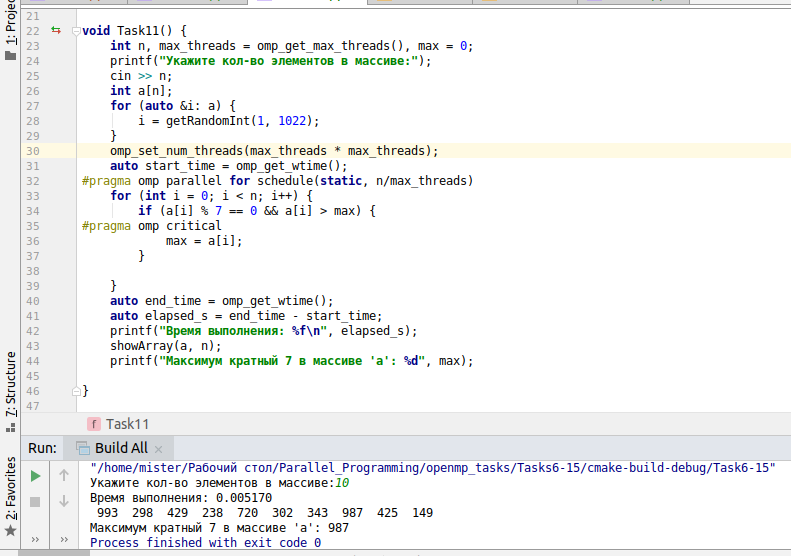 1: Project
21
22 void Task11() {
23 int n, max_threads = omp_get_max_threads(), max = 0;
24 printf("Укажите кол-во элементов в массиве:");
25 cin >> n;
26 int a[n];
27 for (auto &i: a) {
28 i = getRandomInt(1, 1022);
29 }
30 omp_set_num_threads(max_threads * max_threads);
31 auto start_time = omp_get_wtime();
32 #pragma omp parallel for schedule(static, n/max_threads)
33 for (int i = 0; i < n; i++) {
34 if (a[i] % 7 == 0 && a[i] > max) {
35 #pragma omp critical
36 max = a[i];
37 }
38
39 }
40 auto end_time = omp_get_wtime();
41 auto elapsed_s = end_time - start_time;
42 printf("Время выполнения: %f\n", elapsed_s);
43 showArray(a, n);
44 printf("Максимум кратный 7 в массиве 'a': %d", max);
45
46 }
47
7: Structure
2: Favorites
f Task11
Run: Build All ×
"/home/mister/Рабочий стол/Parallel_Programming/openmp_tasks/Tasks6-15/cmake-build-debug/Task6-15"
Укажите кол-во элементов в массиве:10
Время выполнения: 0.005170
993 298 429 238 720 302 343 987 425 149
Максимум кратный 7 в массиве 'a': 987
Process finished with exit code 0